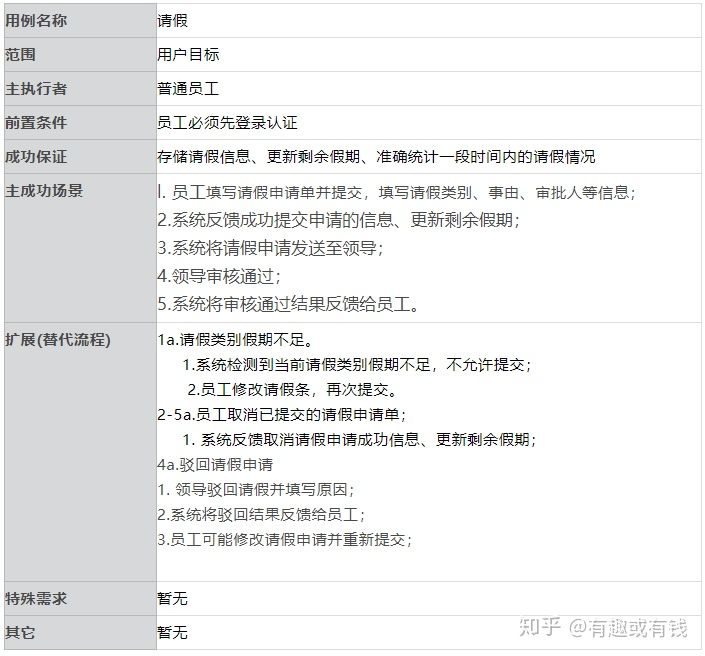 用例名称 请假
范围 用户目标
主执行者 普通员工
前置条件 员工必须先登录认证
成功保证 存储请假信息、更新剩余假期、准确统计一段时间内的请假情况
主成功场景 l. 员工填写请假申请单并提交，填写请假类别、事由、审批人等信息；
2.系统反馈成功提交申请的信息、更新剩余假期；
3.系统将请假申请发送至领导；
4.领导审核通过；
5.系统将审核通过结果反馈给员工。
扩展(替代流程) 1a.请假类别假期不足。
1.系统检测到当前请假类别假期不足，不允许提交；
2.员工修改请假条，再次提交。
2-5a.员工取消已提交的请假申请单；
1. 系统反馈取消请假申请成功信息、更新剩余假期；
4a.驳回请假申请
1. 领导驳回请假并填写原因；
2.系统将驳回结果反馈给员工；
3.员工可能修改请假申请并重新提交；
特殊需求 暂无
其它 暂无
知乎 @有趣或有钱